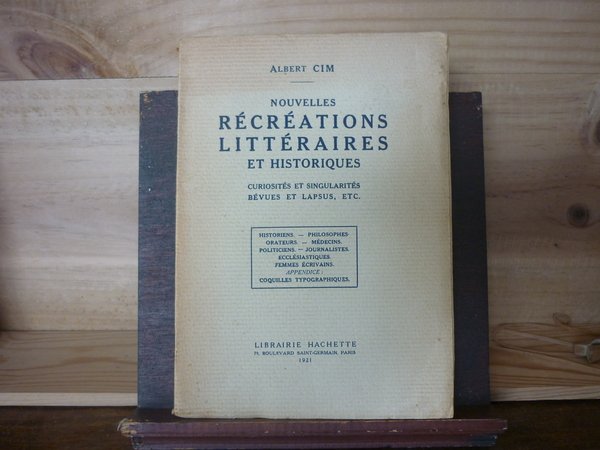 ALBERT CIM
NOUVELLES
RÉCRÉATIONS
LITTÉRAIRES
ET HISTORIQUES
CURIOSITÉS ET SINGULARITÉS
BÉVUES ET LAPSUS, ETC.
HISTORIENS. — PHILOSOPHES.
ORATEURS. — MÉDECINS.
POLITICIENS. — JOURNALISTES.
ECCLÉSIASTIQUES.
FEMMES ÉCRIVAINS.
APPENDICE :
COQUILLES TYPOGRAPHIQUES.
LIBRAIRIE HACHETTE
79, BOULEVARD SAINT-GERMAIN, PARIS
1921